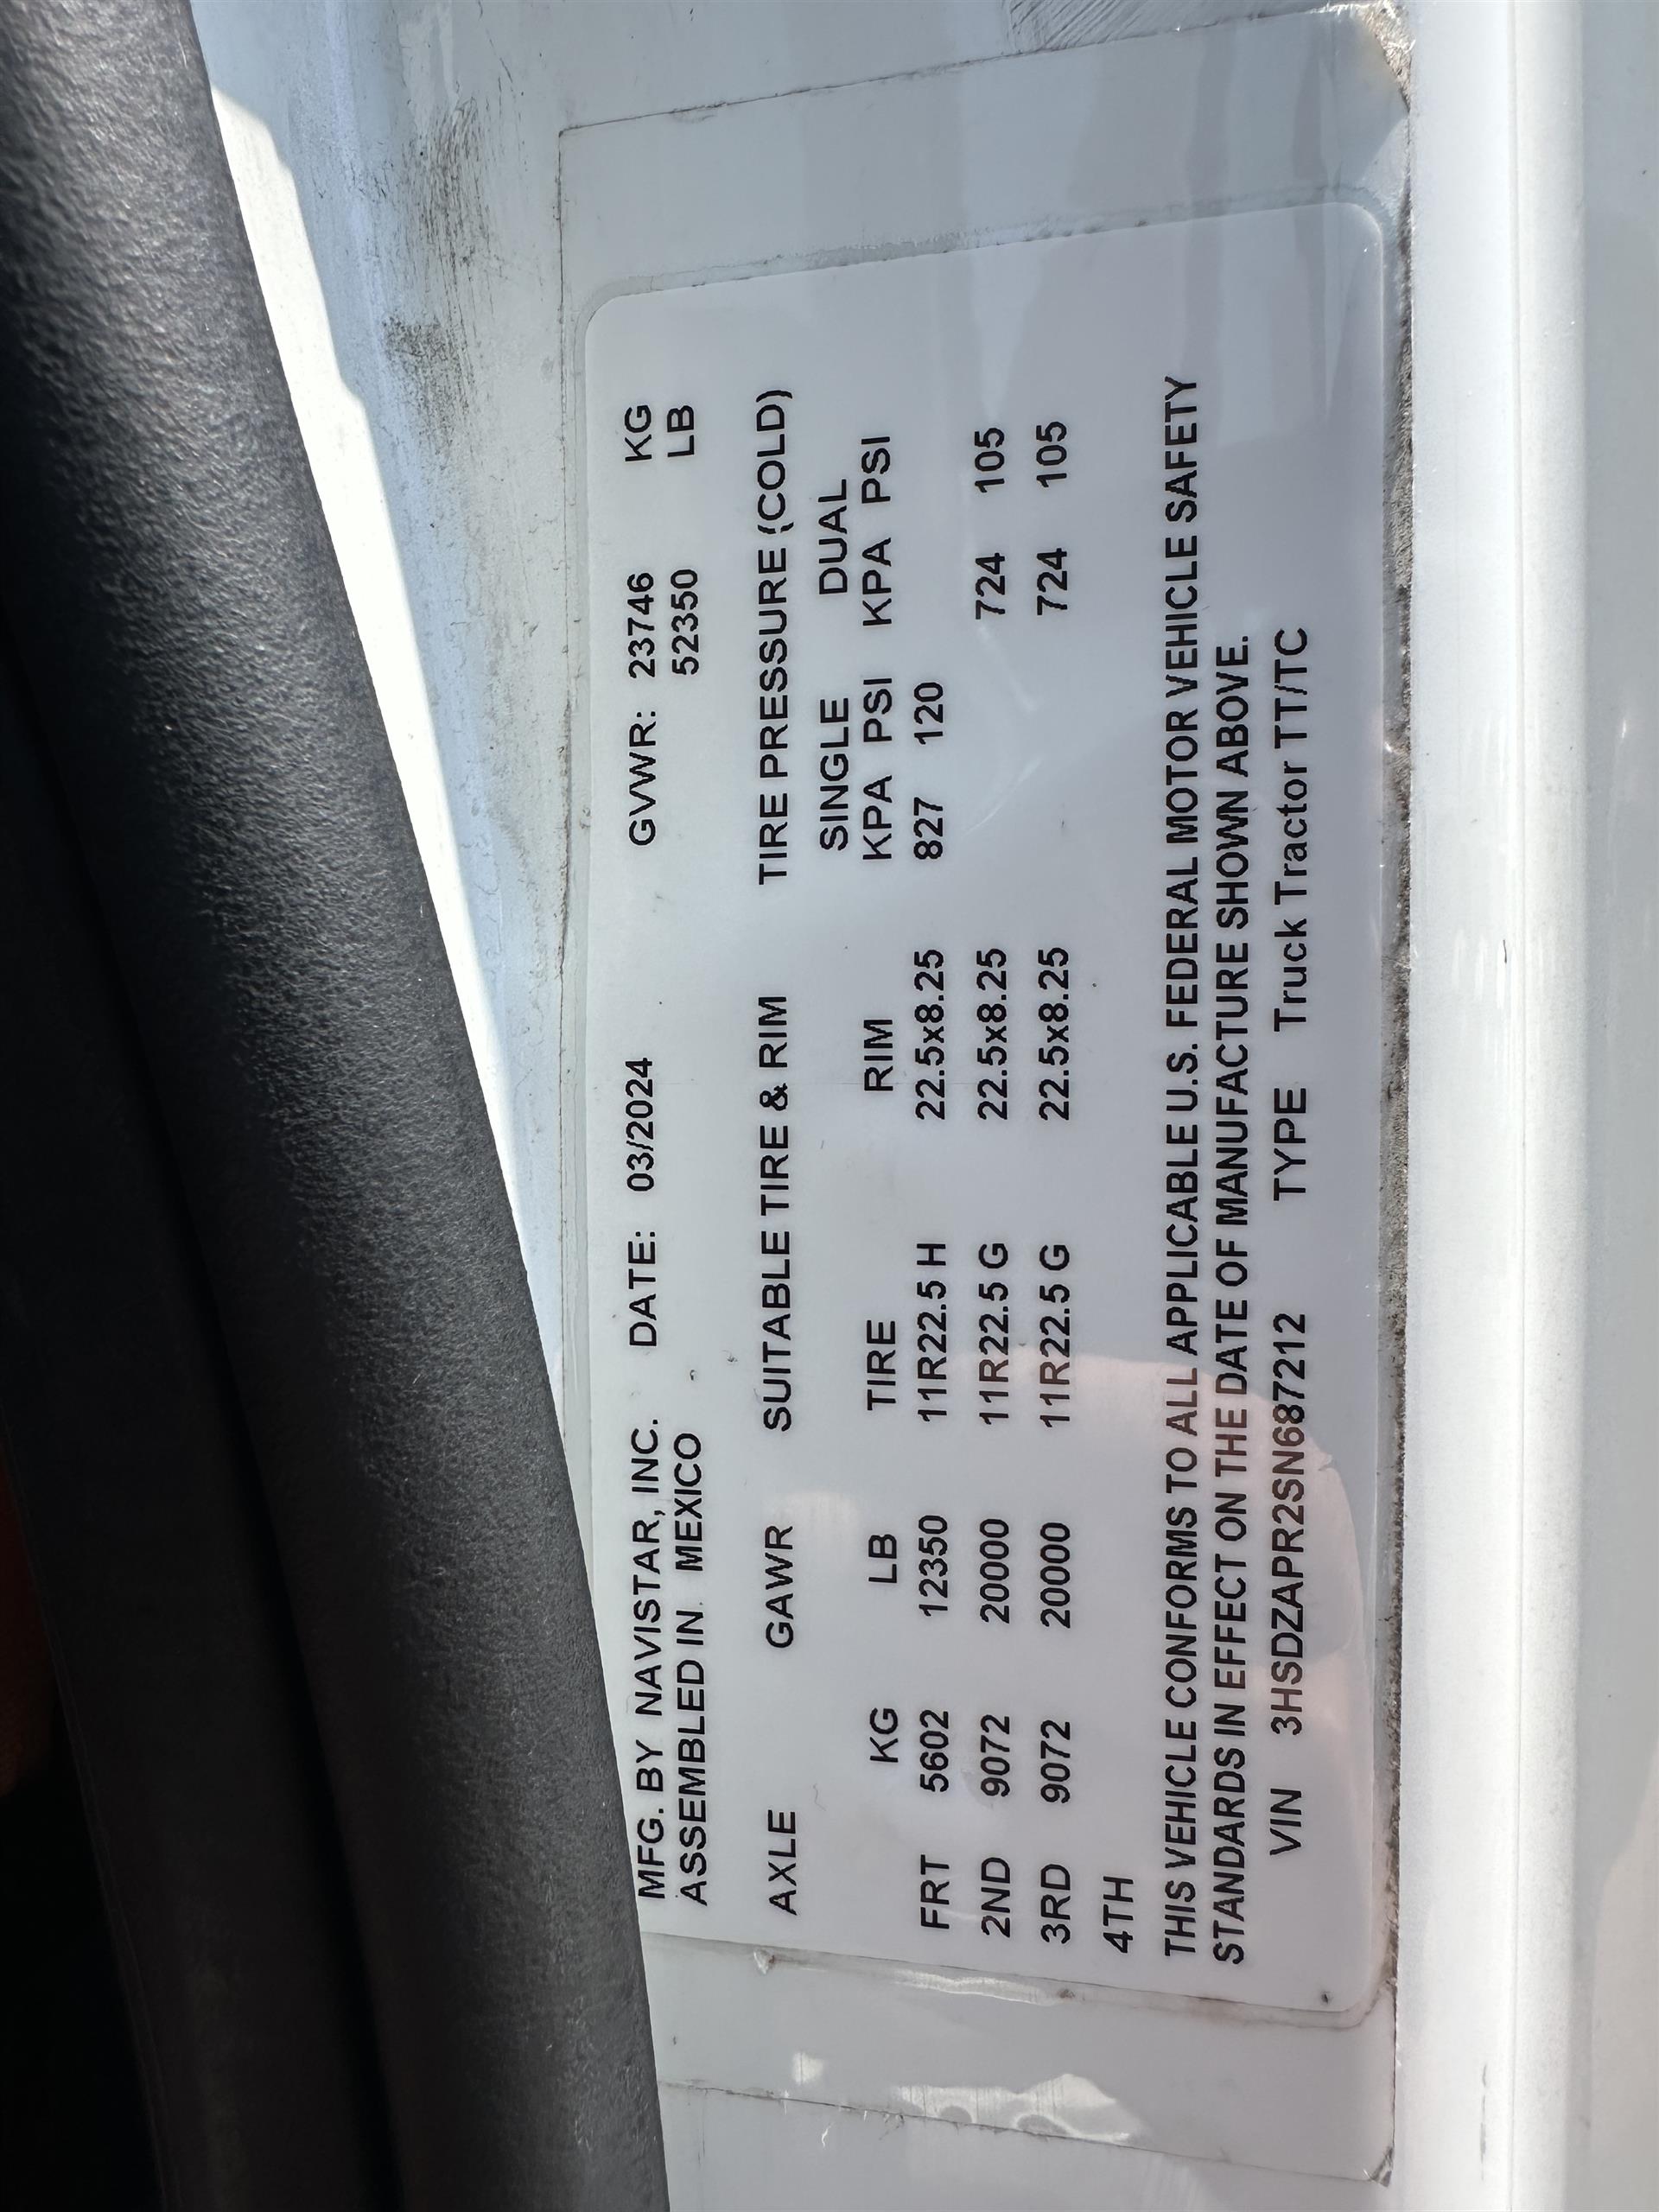 MFG. BY NAVISTAR, INC. DATE: 03/2024 GVWR: 23746 KG
ASSEMBLED IN MEXICO 52350 LB
AXLE GAWR SUITABLE TIRE & RIM TIRE PRESSURE (COLD)
SINGLE DUAL
KG LB TIRE RIM KPA PSI KPA PSI
FRT 5602 12350 11R22.5 H 22.5x8.25 827 120
2ND 9072 20000 11R22.5 G 22.5x8.25 724 105
3RD 9072 20000 11R22.5 G 22.5x8.25 724 105
4TH
THIS VEHICLE CONFORMS TO ALL APPLICABLE U.S. FEDERAL MOTOR VEHICLE SAFETY
STANDARDS IN EFFECT ON THE DATE OF MANUFACTURE SHOWN ABOVE.
VIN 3HSDZAPR2SN687212 TYPE Truck Tractor TT/TC